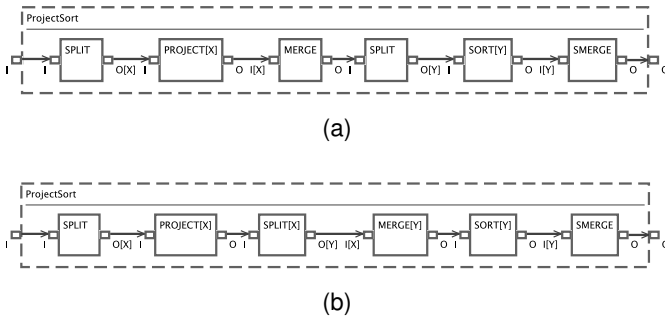 ProjectSort
SPLIT PROJECT[X] MERGE SPLIT SORT[Y] SMERGE
I I O[X] I O I[X] O I O[Y] I O I[Y] O
(a)
ProjectSort
SPLIT PROJECT[X] SPLIT[X] MERGE[Y] SORT[Y] SMERGE
I I O[X] I O I O[Y] I[X] O I O I[Y] O
(b)